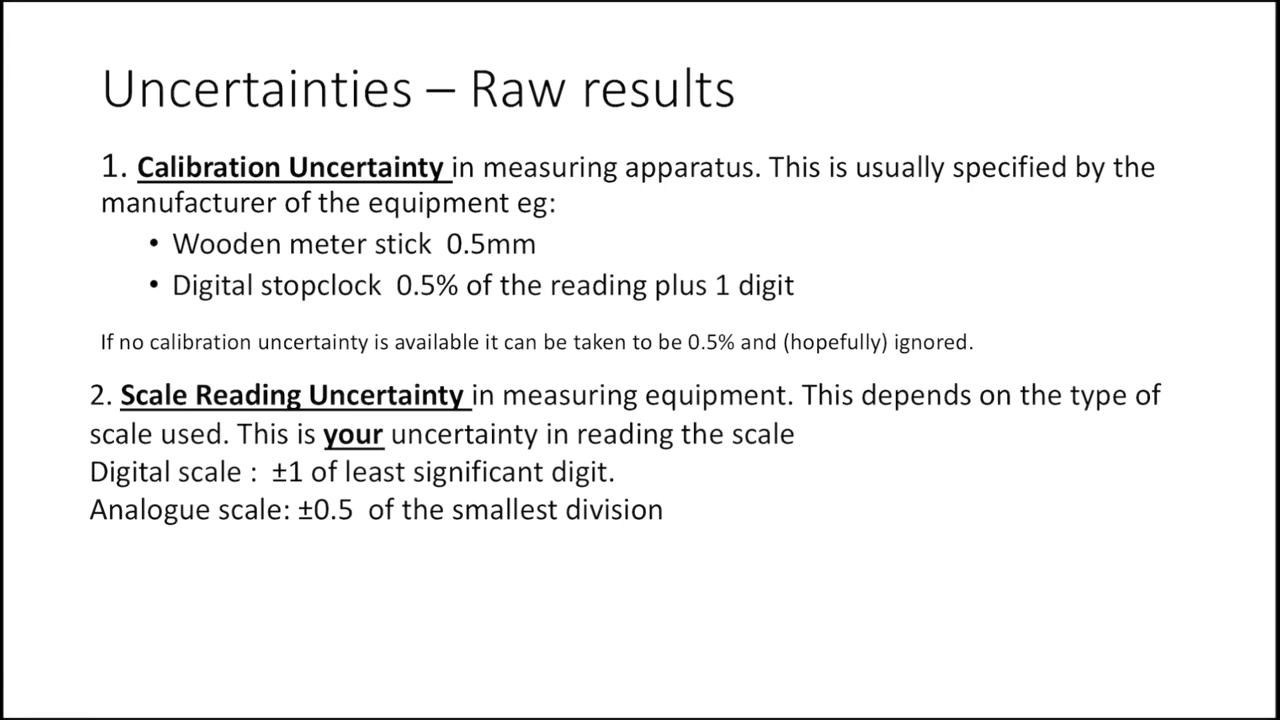 Uncertainties – Raw results
1. Calibration Uncertainty in measuring apparatus. This is usually specified by the
manufacturer of the equipment eg:
• Wooden meter stick 0.5mm
• Digital stopclock 0.5% of the reading plus 1 digit
If no calibration uncertainty is available it can be taken to be 0.5% and (hopefully) ignored.
2. Scale Reading Uncertainty in measuring equipment. This depends on the type of
scale used. This is your uncertainty in reading the scale
Digital scale : ±1 of least significant digit.
Analogue scale: ±0.5 of the smallest division